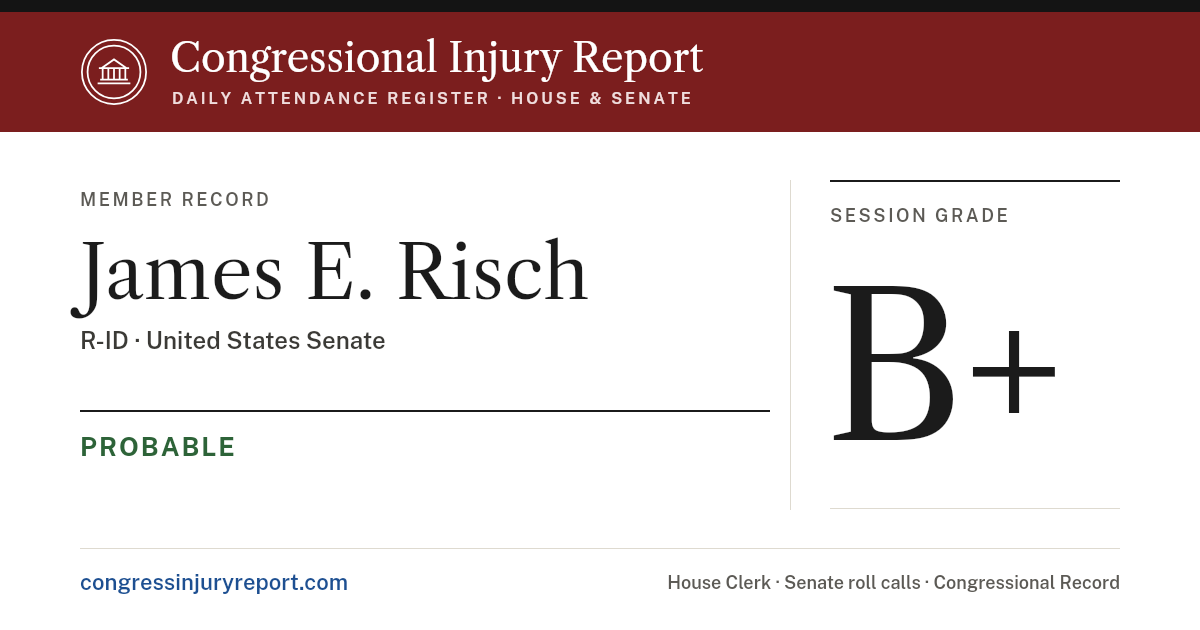 Congressional Injury Report
DAILY ATTENDANCE REGISTER · HOUSE & SENATE
MEMBER RECORD
James E. Risch
R-ID · United States Senate
PROBABLE
SESSION GRADE
B+
congressinjuryreport.com
House Clerk · Senate roll calls · Congressional Record